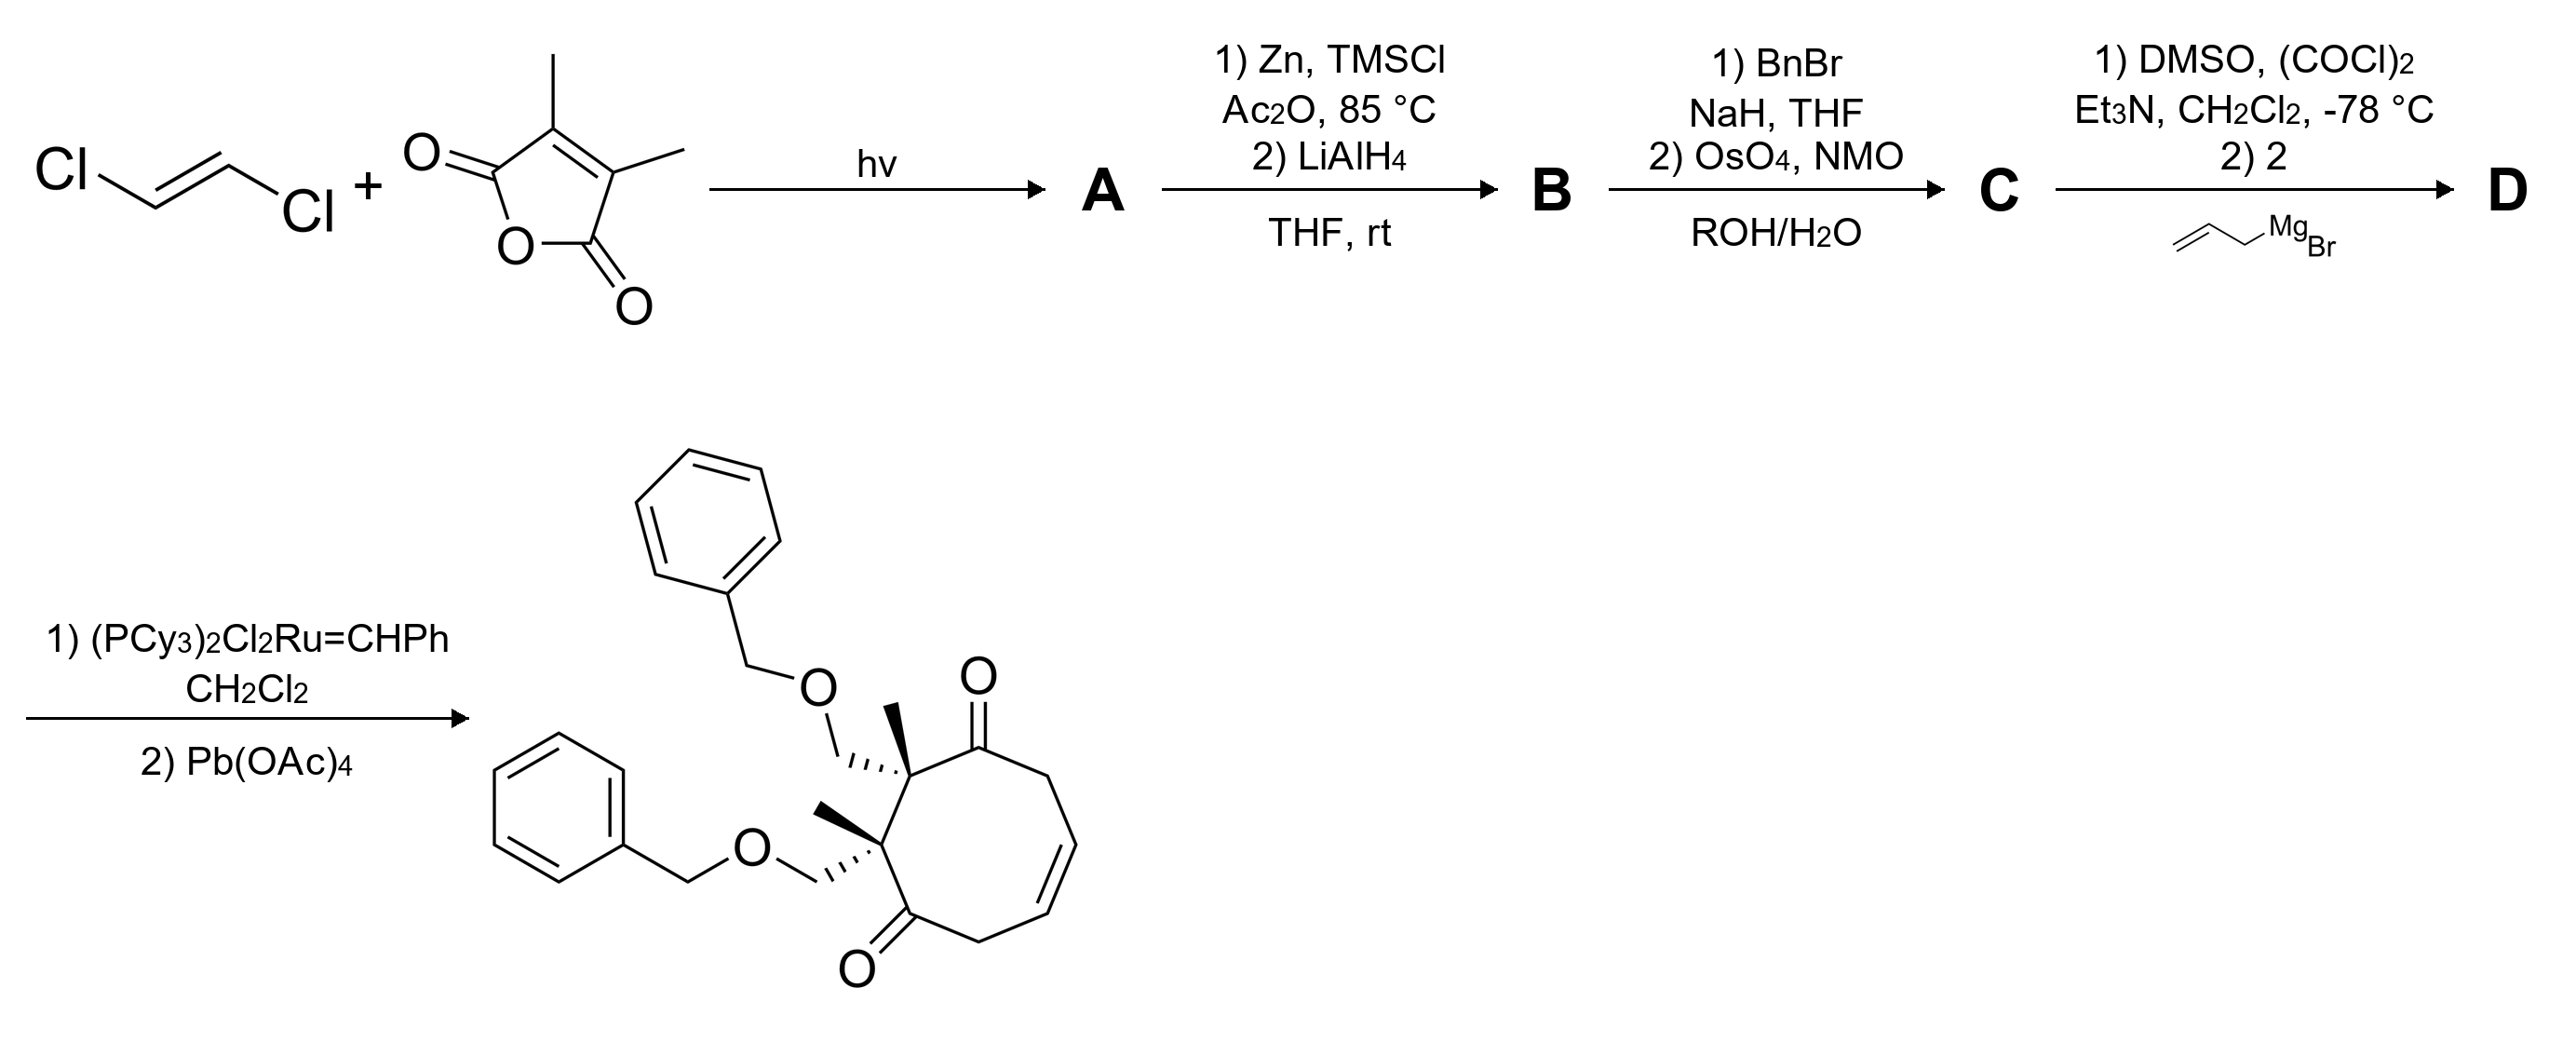 Cl
Cl
+
O
O
O
hv
A
1) Zn, TMSCl
Ac2O, 85 °C
2) LiAlH4
THF, rt
B
1) BnBr
NaH, THF
2) OsO4, NMO
ROH/H2O
C
1) DMSO, (COCl)2
Et3N, CH2Cl2, -78 °C
2) 2
Mg
Br
D
1) (PCy3)2Cl2Ru=CHPh
CH2Cl2
2) Pb(OAc)4
O
O
O
O